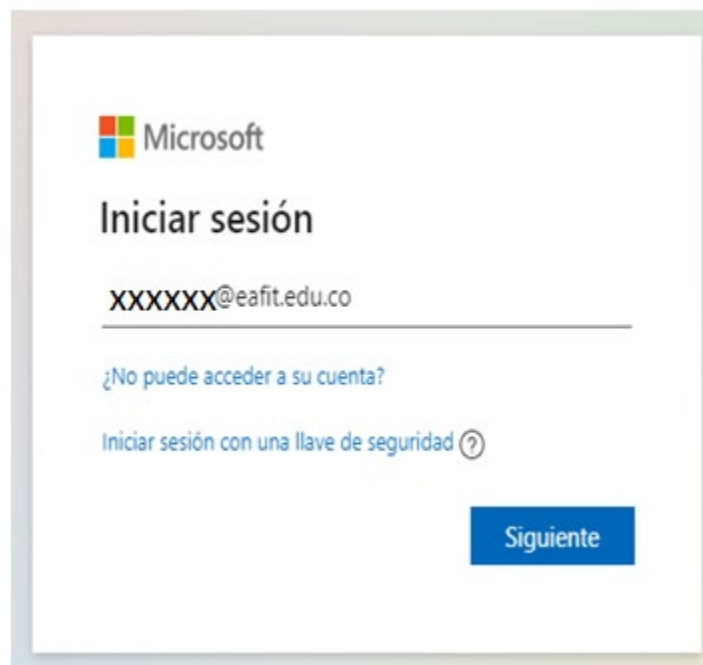 Microsoft
Iniciar sesión
XXXXXX@eafit.edu.co
¿No puede acceder a su cuenta?
Iniciar sesión con una llave de seguridad ?
Siguiente